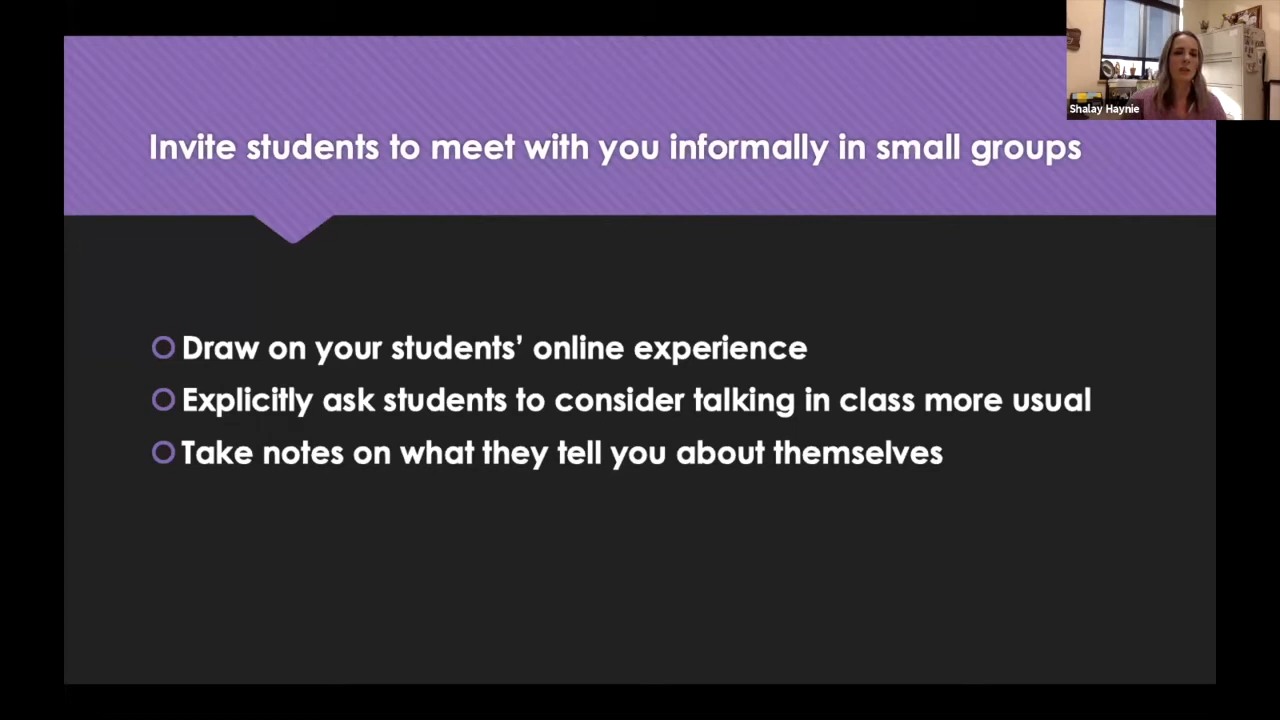 Shalay Haynie
Invite students to meet with you informally in small groups
Draw on your students’ online experience
Explicitly ask students to consider talking in class more usual
Take notes on what they tell you about themselves